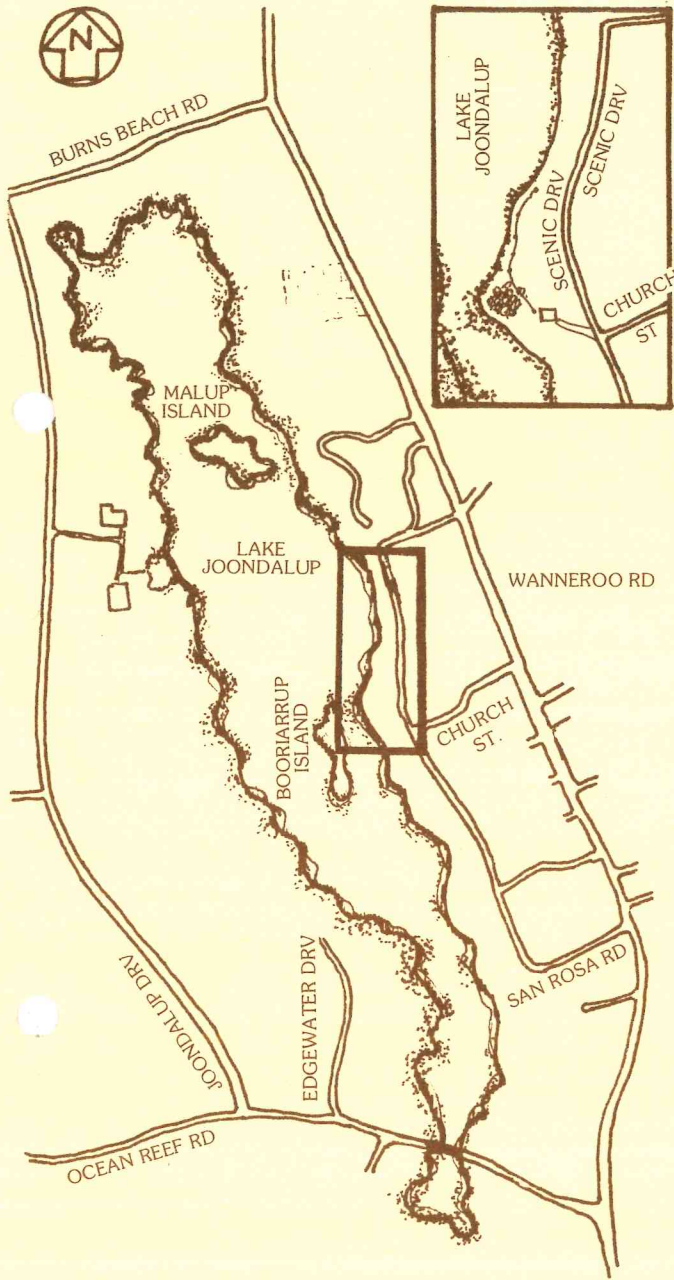 N
BURNS BEACH RD
LAKE
JOONDALUP
SCENIC DRV
SCENIC DRV
CHURCH
ST
MALUP
ISLAND
LAKE
JOONDALUP
WANNEROO RD
BOORIARRUP
ISLAND
CHURCH
ST.
JOONDALUP DRV
EDGEWATER DRV
SAN ROSA RD
OCEAN REEF RD